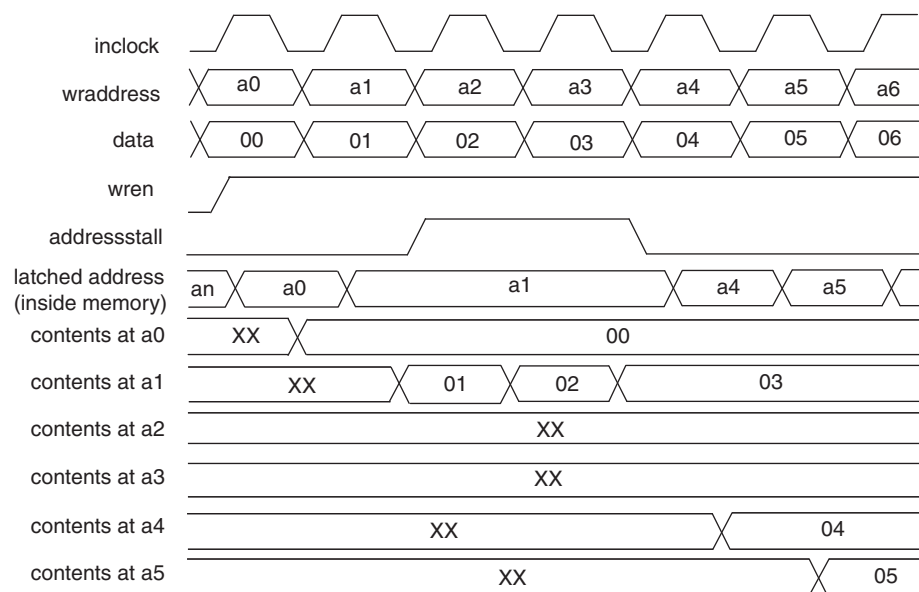 inclock
wraddress a0 a1 a2 a3 a4 a5 a6
data 00 01 02 03 04 05 06
wren
addressstall
latched address
(inside memory) an a0 a1 a4 a5
contents at a0 XX 00
contents at a1 XX 01 02 03
contents at a2 XX
contents at a3 XX
contents at a4 XX 04
contents at a5 XX 05